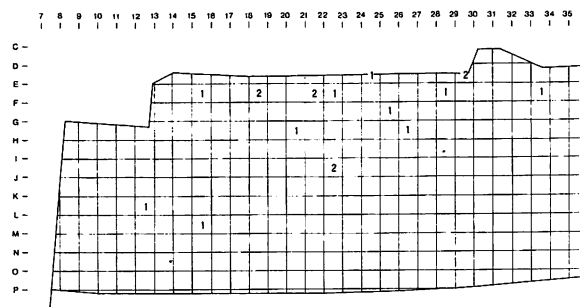 7 8 9 10 11 12 13 14 15 16 17 18 19 20 21 22 23 24 25 26 27 28 29 30 31 32 33 34 35
C
D 1 2
E 1 2 2 1 1 1
F 1
G 1 1
H
I 2
J
K 1
L 1
M
N
O
P